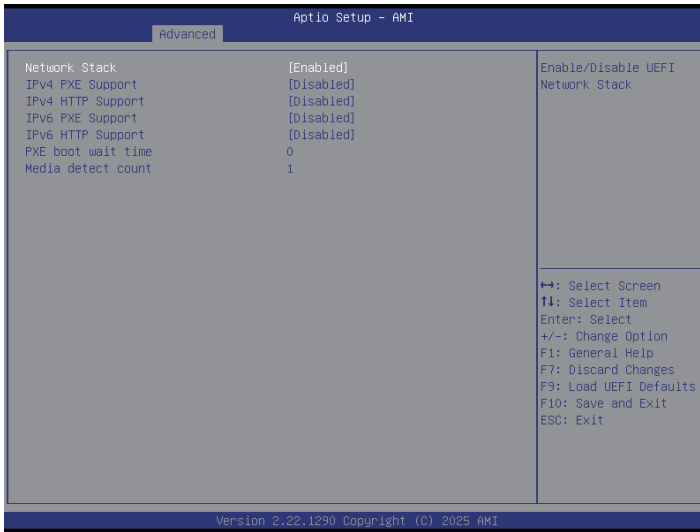 Aptio Setup - AMI
Advanced
Network Stack [Enabled]
IPv4 PXE Support [Disabled]
IPv4 HTTP Support [Disabled]
IPv6 PXE Support [Disabled]
IPv6 HTTP Support [Disabled]
PXE boot wait time 0
Media detect count 1
Enable/Disable UEFI
Network Stack
↔: Select Screen
↑↓: Select Item
Enter: Select
+/-: Change Option
F1: General Help
F7: Discard Changes
F9: Load UEFI Defaults
F10: Save and Exit
ESC: Exit
Version 2.22.1290 Copyright (C) 2025 AMI